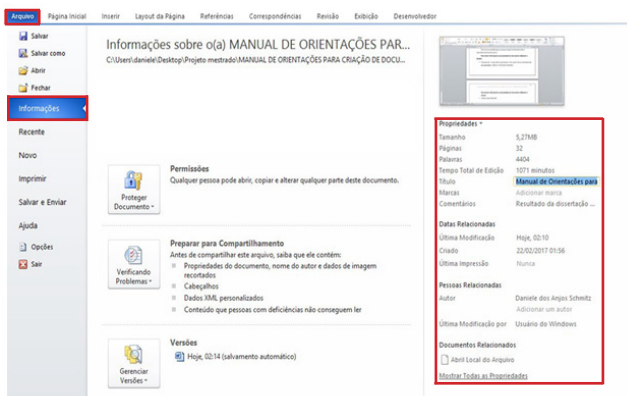 Arquivo Página Inicial Inserir Layout da Página Referências Correspondências Revisão Exibição Desenvolvedor
Salvar
Salvar como
Abrir
Fechar
Informações
Recente
Novo
Imprimir
Salvar e Enviar
Ajuda
Opções
Sair
Informações sobre o(a) MANUAL DE ORIENTAÇÕES PAR...
C:\Users\daniele\Desktop\Projeto mestrado\MANUAL DE ORIENTAÇÕES PARA CRIAÇÃO DE DOCU...
Proteger
Documento
Permissões
Qualquer pessoa pode abrir, copiar e alterar qualquer parte deste documento.
Verificando
Problemas
Preparar para Compartilhamento
Antes de compartilhar este arquivo, saiba que ele contém:
Propriedades do documento, nome do autor e dados de imagem
recortados
Cabeçalhos
Dados XML personalizados
Conteúdo que pessoas com deficiências não conseguem ler
Gerenciar
Versões
Versões
Hoje, 02:14 (salvamento automático)
Propriedades
Tamanho 5,27MB
Páginas 32
Palavras 4404
Tempo Total de Edição 1071 minutos
Título Manual de Orientações para
Marcas Adicionar marca
Comentários Resultado da dissertação ...
Datas Relacionadas
Última Modificação Hoje, 02:10
Criado 22/02/2017 01:56
Última Impressão Nunca
Pessoas Relacionadas
Autor Daniele dos Anjos Schmitz
Adicionar um autor
Última Modificação por Usuário do Windows
Documentos Relacionados
Abril Local do Arquivo
Mostrar Todas as Propriedades